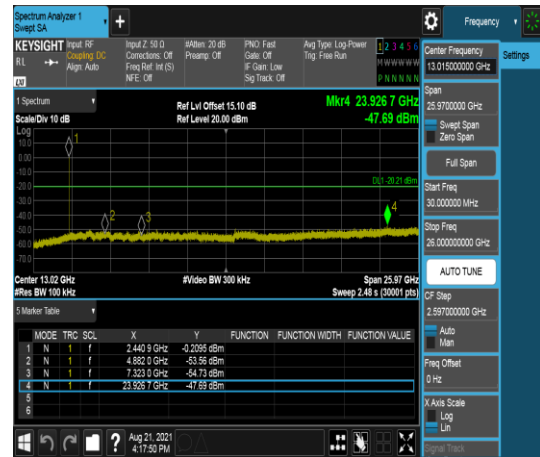 Spectrum Analyzer 1
Swept SA
+
Frequency
KEYSIGHT
RL
LXI
Input: RF
Coupling: DC
Align: Auto
Input Z: 50 Ω
Corrections: Off
Freq Ref: Int (S)
NFE: Off
#Atten: 20 dB
Preamp: Off
PNO: Fast
Gate: Off
IF Gain: Low
Sig Track: Off
Avg Type: Log-Power
Trig: Free Run
1 2 3 4 5 6
M W W W W W
P N N N N N
Center Frequency
13.015000000 GHz
Settings
Span
25.9700000 GHz
Swept Span
Zero Span
Full Span
Start Freq
30.000000 MHz
Stop Freq
26.000000000 GHz
AUTO TUNE
CF Step
2.597000000 GHz
Auto
Man
Freq Offset
0 Hz
X Axis Scale
Log
Lin
Signal Track
1 Spectrum
Scale/Div 10 dB
Ref Lvl Offset 15.10 dB
Ref Level 20.00 dBm
Mkr4 23.926 7 GHz
-47.69 dBm
Log
10.0
0.00
-10.0
-20.0
-30.0
-40.0
-50.0
-60.0
-70.0
1
2
3
4
DL1 -20.21 dBm
Center 13.02 GHz
#Res BW 100 kHz
#Video BW 300 kHz
Span 25.97 GHz
Sweep 2.48 s (30001 pts)
5 Marker Table
MODE TRC SCL X Y FUNCTION FUNCTION WIDTH FUNCTION VALUE
1 N 1 f 2.440 9 GHz -0.2095 dBm
2 N 1 f 4.882 0 GHz -53.56 dBm
3 N 1 f 7.323 0 GHz -54.73 dBm
4 N 1 f 23.926 7 GHz -47.69 dBm
5
6
?
Aug 21, 2021
4:17:50 PM